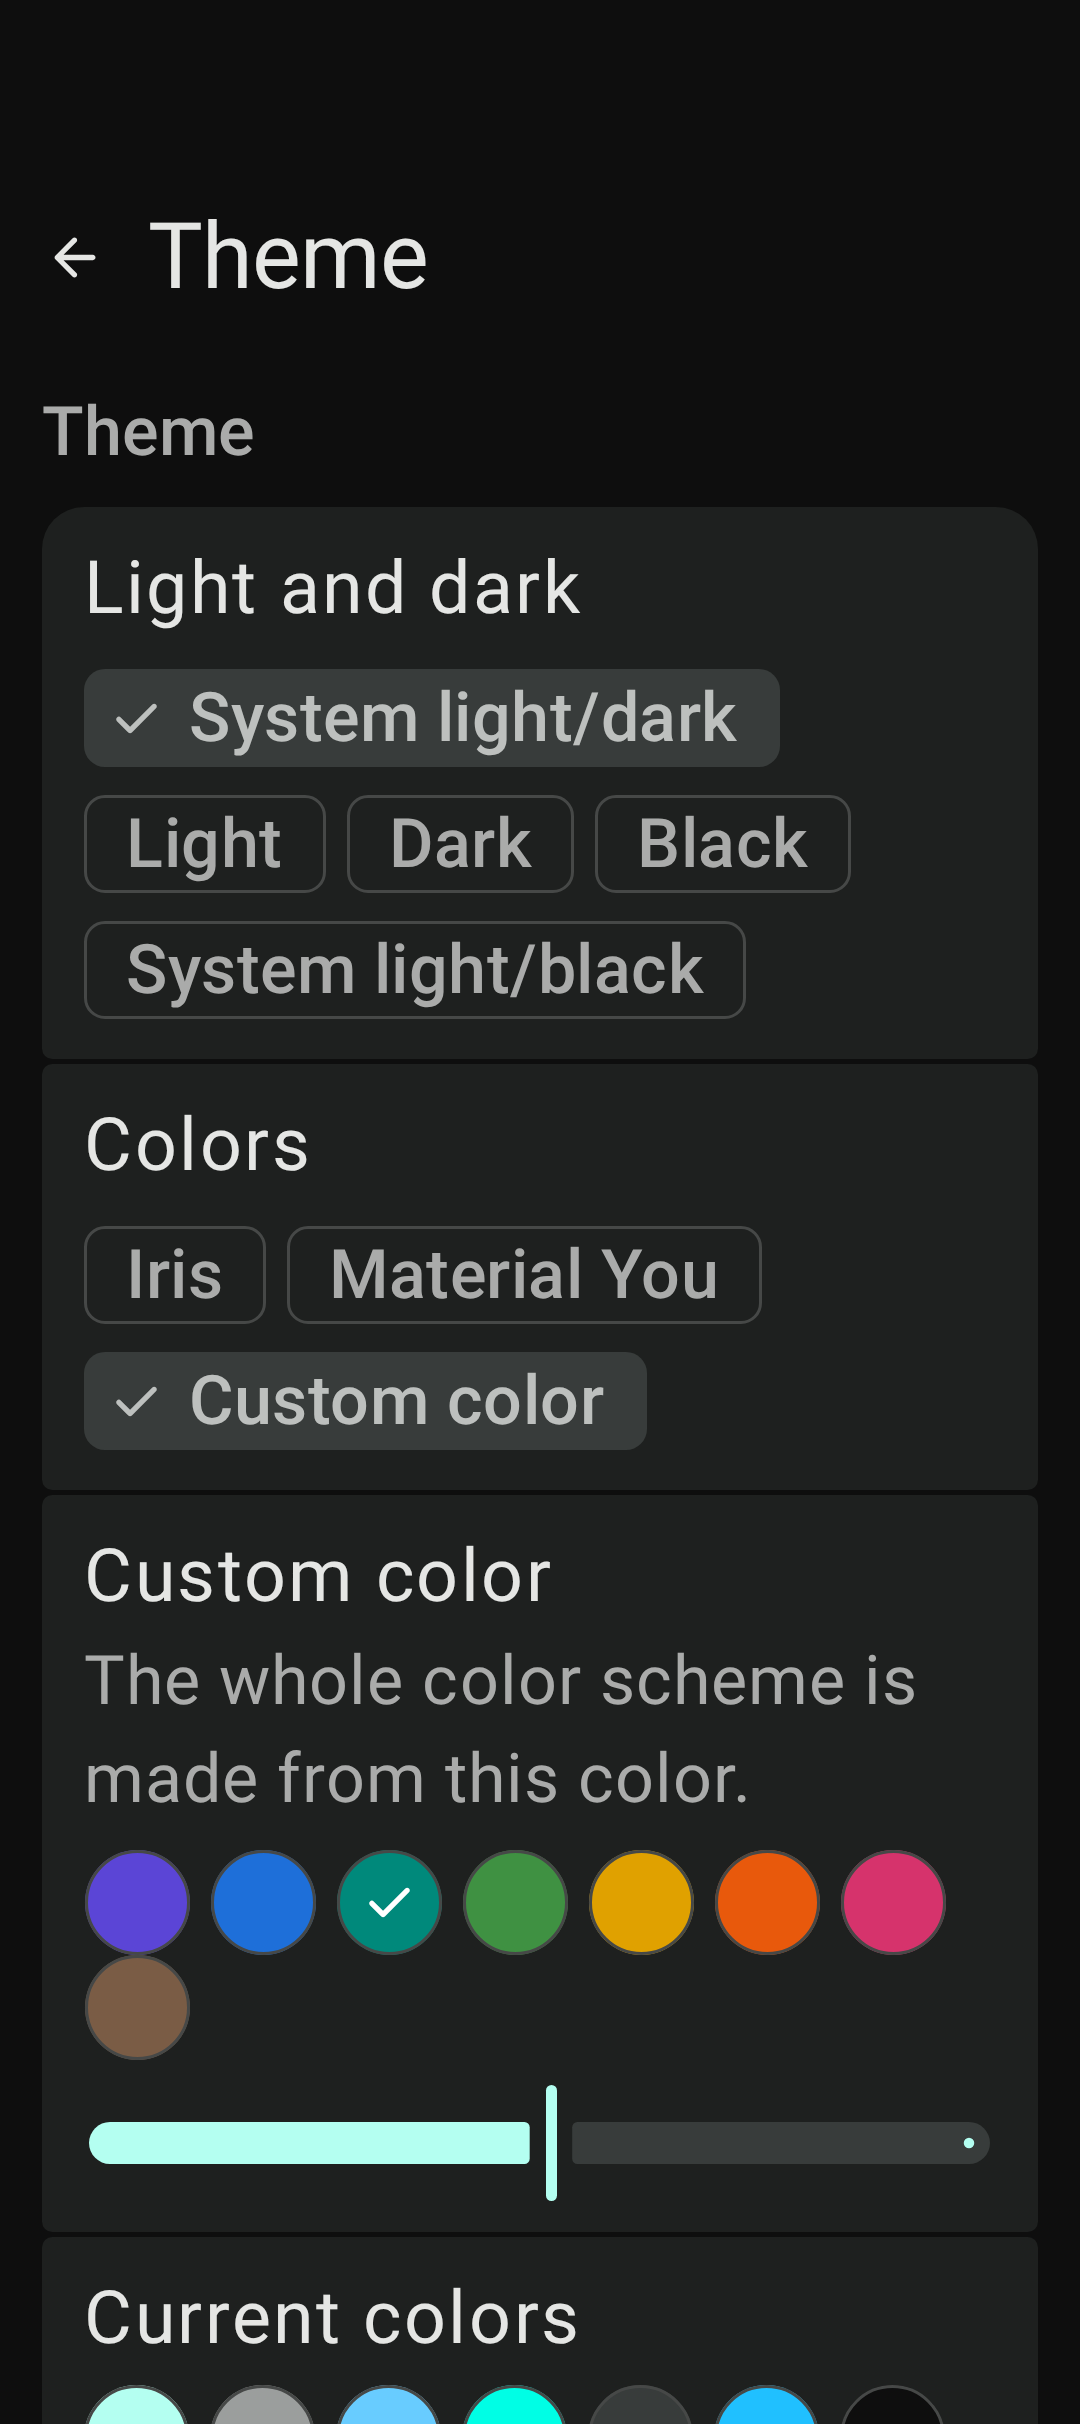 Theme
Theme
Light and dark
System light/dark
Light Dark Black
System light/black
Colors
Iris Material You
Custom color
Custom color
The whole color scheme is
made from this color.
Current colors